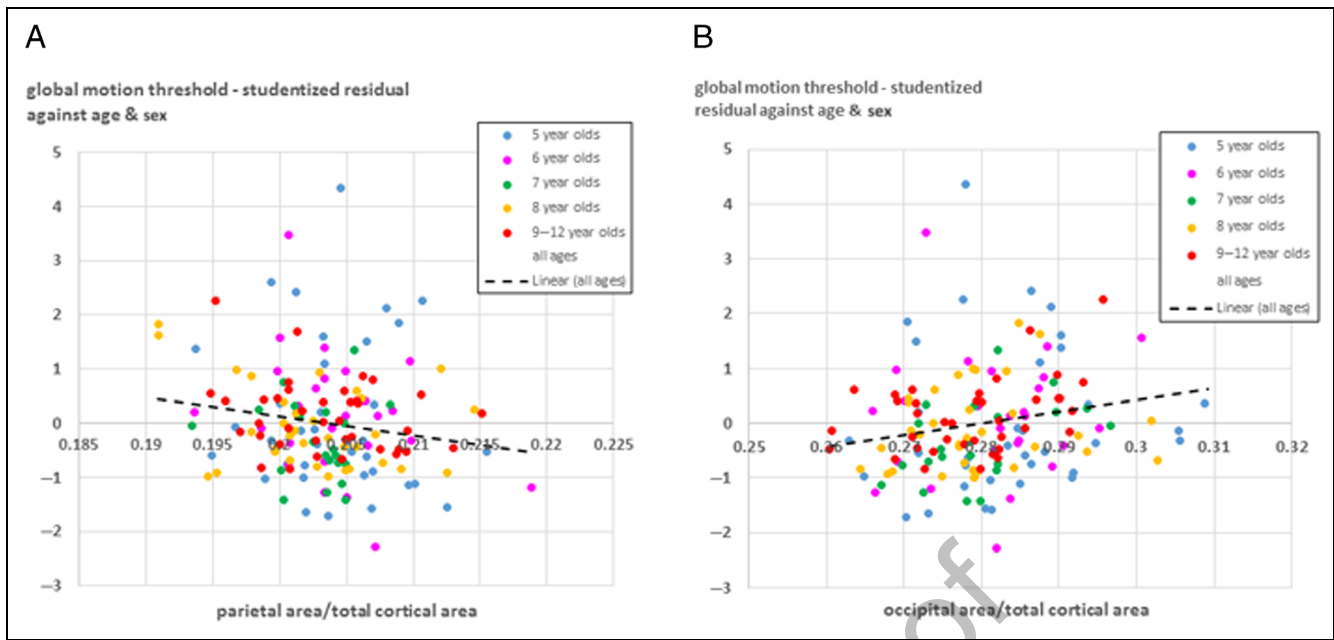 A
global motion threshold - studentized residual
against age & sex
5 year olds
6 year olds
7 year olds
8 year olds
9–12 year olds
all ages
Linear (all ages)
5
4
3
2
1
0
–1
–2
–3
0.185 0.19 0.195 0.2 0.205 0.21 0.215 0.22 0.225
parietal area/total cortical area
B
global motion threshold - studentized
residual against age & sex
5 year olds
6 year olds
7 year olds
8 year olds
9–12 year olds
all ages
Linear (all ages)
5
4
3
2
1
0
–1
–2
–3
0.25 0.26 0.27 0.28 0.29 0.3 0.31 0.32
occipital area/total cortical area
of